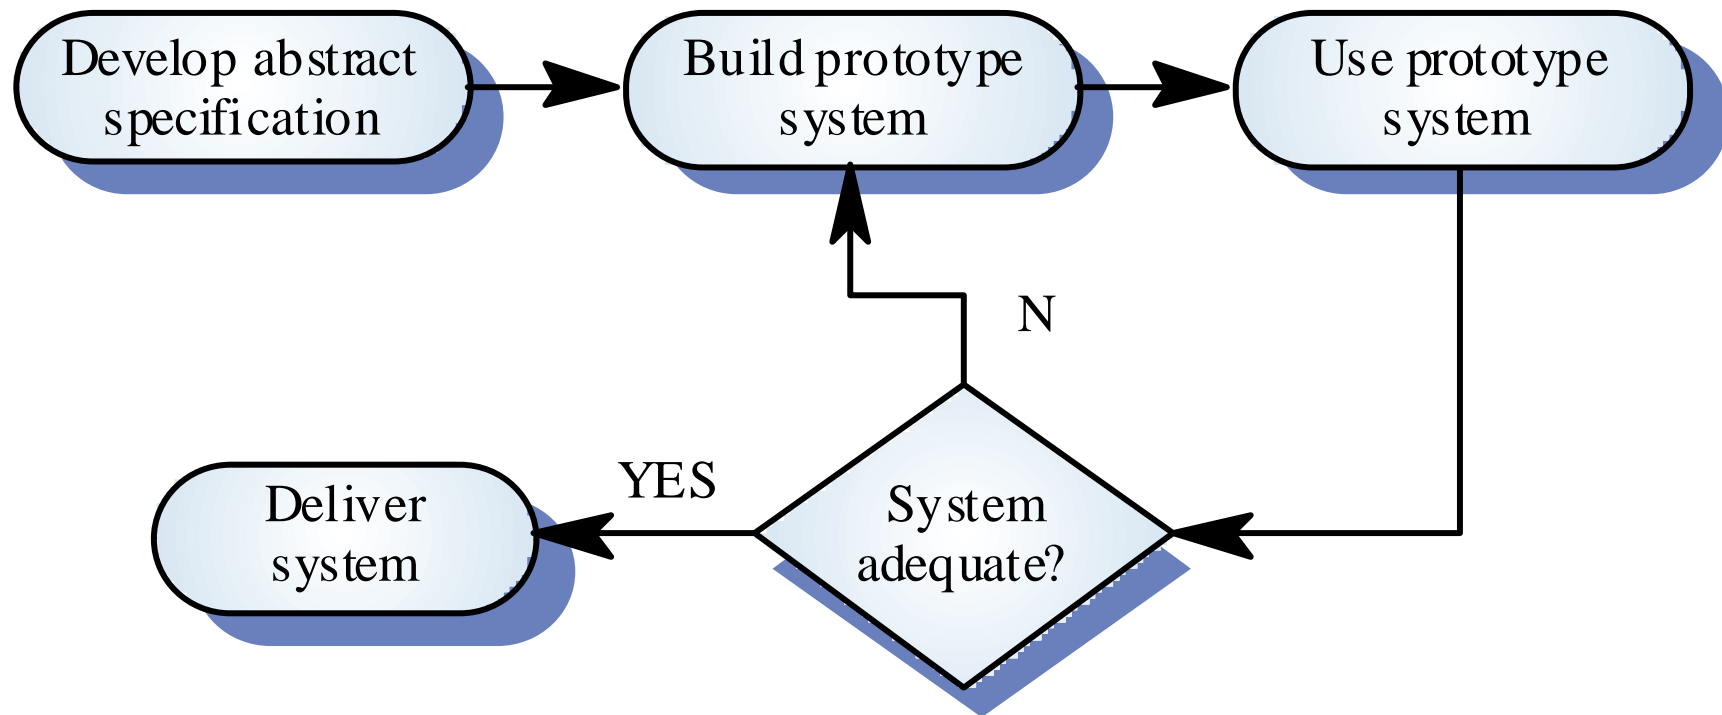 Develop abstract
specification
Build prototype
system
Use prototype
system
N
YES
Deliver
system
System
adequate?